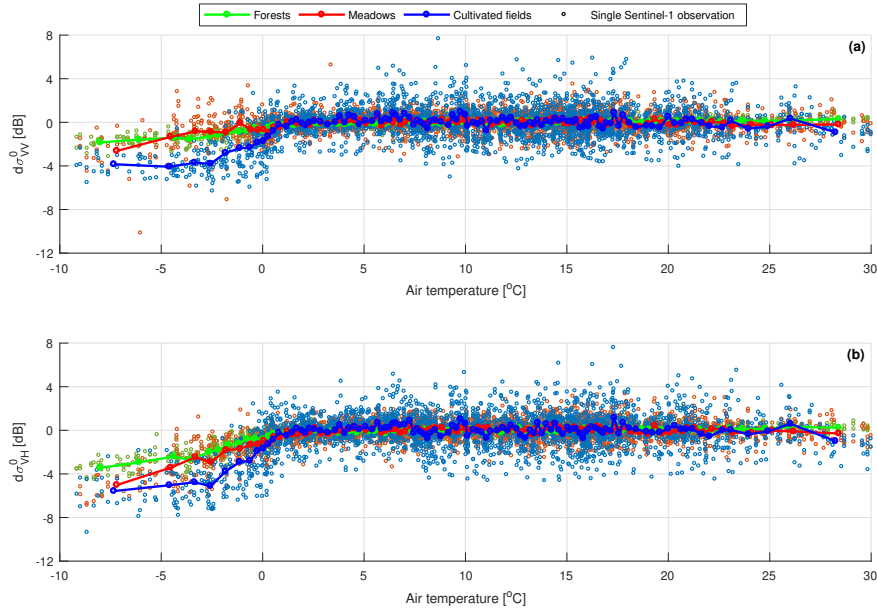 Forests Meadows Cultivated fields Single Sentinel-1 observation
(a)
8
4
0
-4
-8
-12
dσ⁰VV [dB]
-10 -5 0 5 10 15 20 25 30
Air temperature [°C]
(b)
8
4
0
-4
-8
-12
dσ⁰VH [dB]
-10 -5 0 5 10 15 20 25 30
Air temperature [°C]